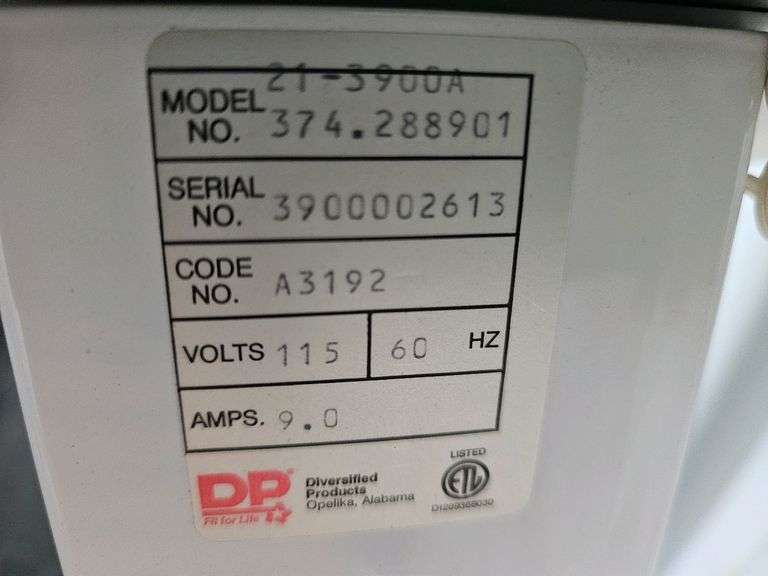 21-3900A
MODEL NO. 374.288901
SERIAL NO. 3900002613
CODE NO. A3192
VOLTS 115 60 HZ
AMPS. 9.0
DP
Fit for Life
Diversified
Products
Opelika, Alabama
LISTED
ETL